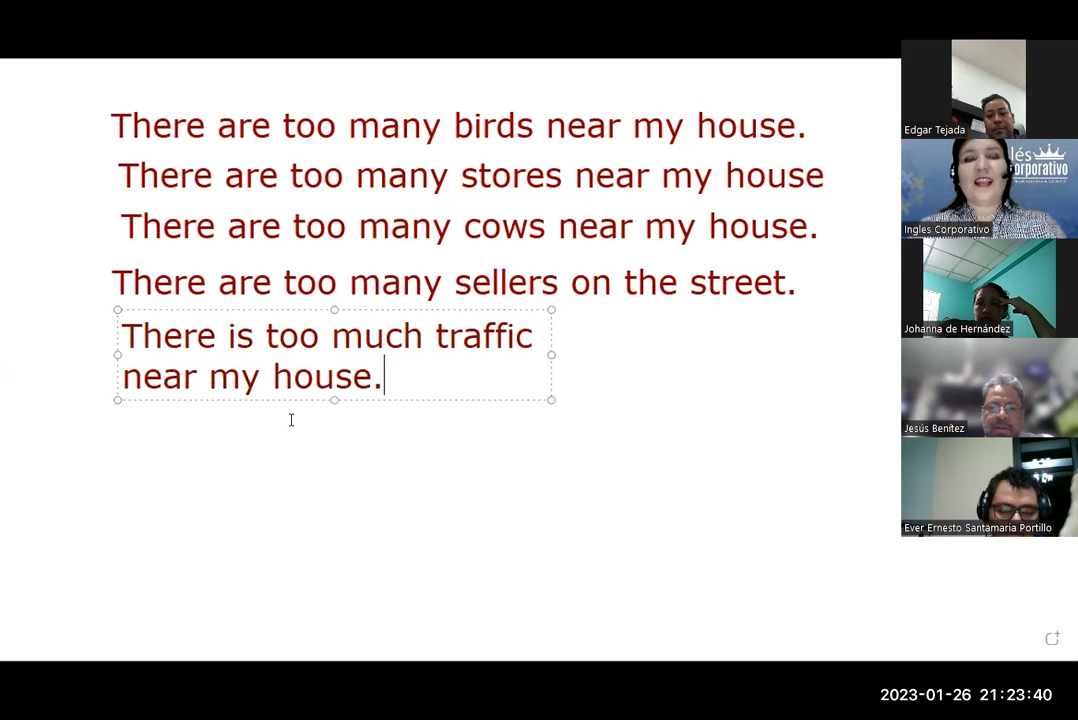 There are too many birds near my house.
There are too many stores near my house
There are too many cows near my house.
There are too many sellers on the street.
There is too much traffic
near my house.
Edgar Tejada
lés
orporativo
Ingles Corporativo
Johanna de Hernández
Jesús Benítez
Ever Ernesto Santamaria Portillo
2023-01-26 21:23:40